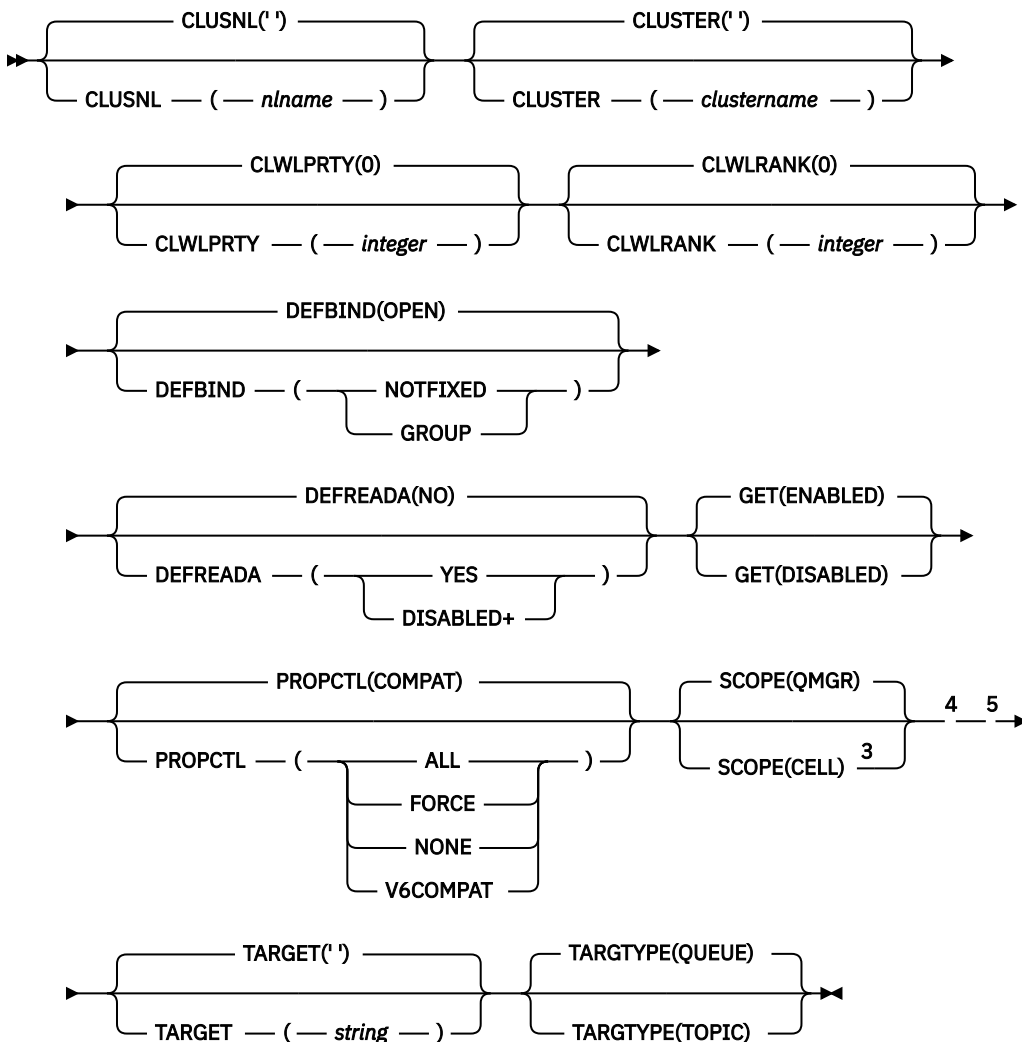 CLUSNL(' ') CLUSTER(' ')
CLUSNL ( nlname ) CLUSTER ( clustername )
CLWLPRTY(0) CLWLRANK(0)
CLWLPRTY ( integer ) CLWLRANK ( integer )
DEFBIND(OPEN)
DEFBIND ( NOTFIXED )
GROUP
DEFREADA(NO) GET(ENABLED)
DEFREADA ( YES ) GET(DISABLED)
DISABLED+
PROPCTL(COMPAT) SCOPE(QMGR)
4 5
PROPCTL ( ALL ) SCOPE(CELL) 3
FORCE
NONE
V6COMPAT
TARGET(' ') TARGTYPE(QUEUE)
TARGET ( string ) TARGTYPE(TOPIC)